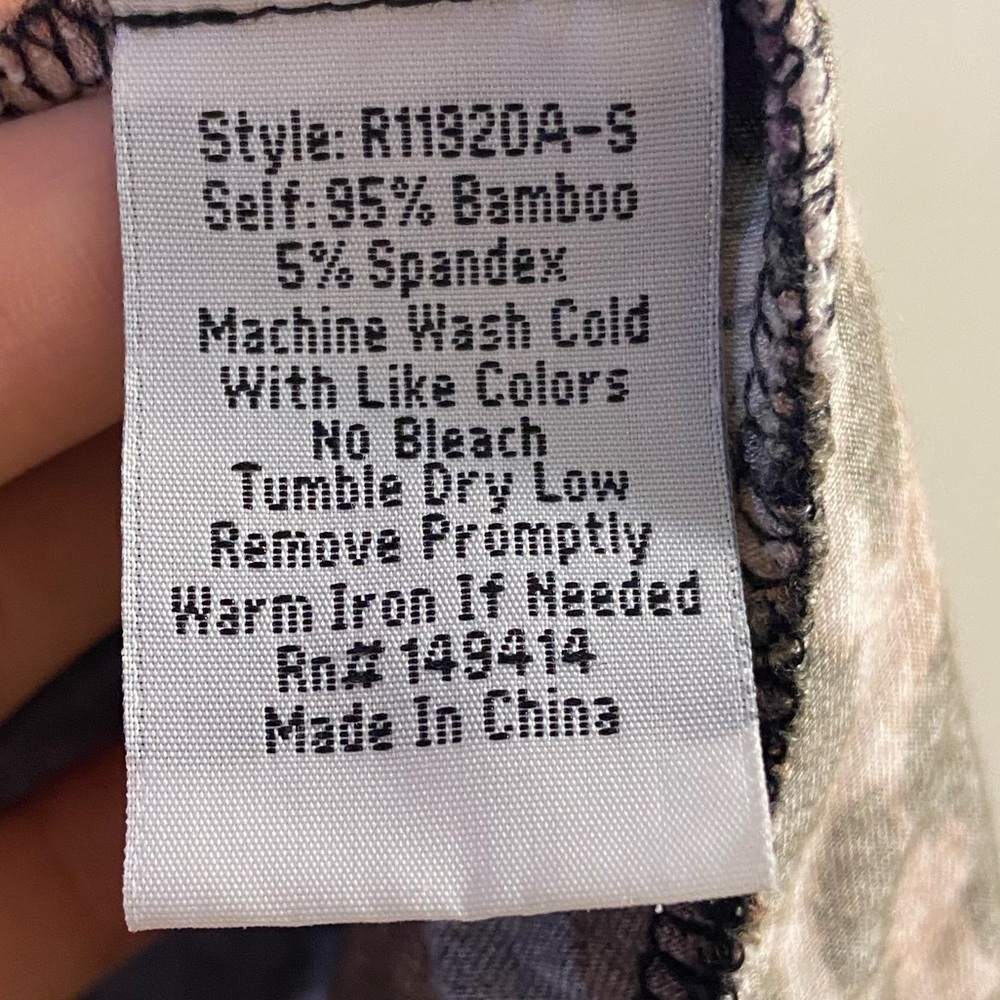 Style: R11920A-S
Self: 95% Bamboo
5% Spandex
Machine Wash Cold
With Like Colors
No Bleach
Tumble Dry Low
Remove Promptly
Warm Iron If Needed
Rn# 149414
Made In China